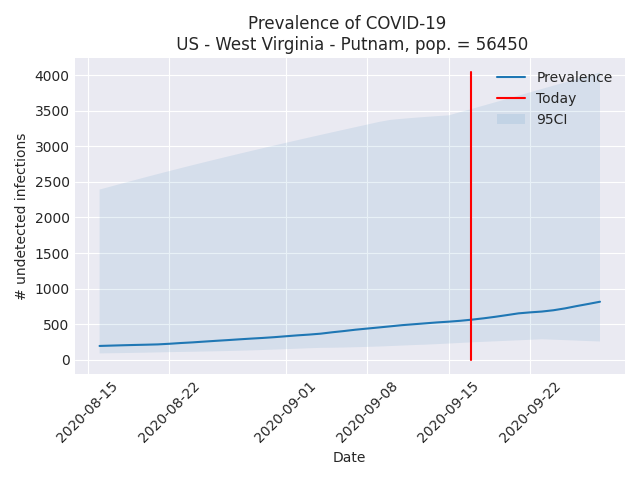 Prevalence of COVID-19
US - West Virginia - Putnam, pop. = 56450
Prevalence
Today
95CI
4000
3500
3000
2500
2000
1500
1000
500
0
# undetected infections
2020-08-15
2020-08-22
2020-09-01
2020-09-08
2020-09-15
2020-09-22
Date